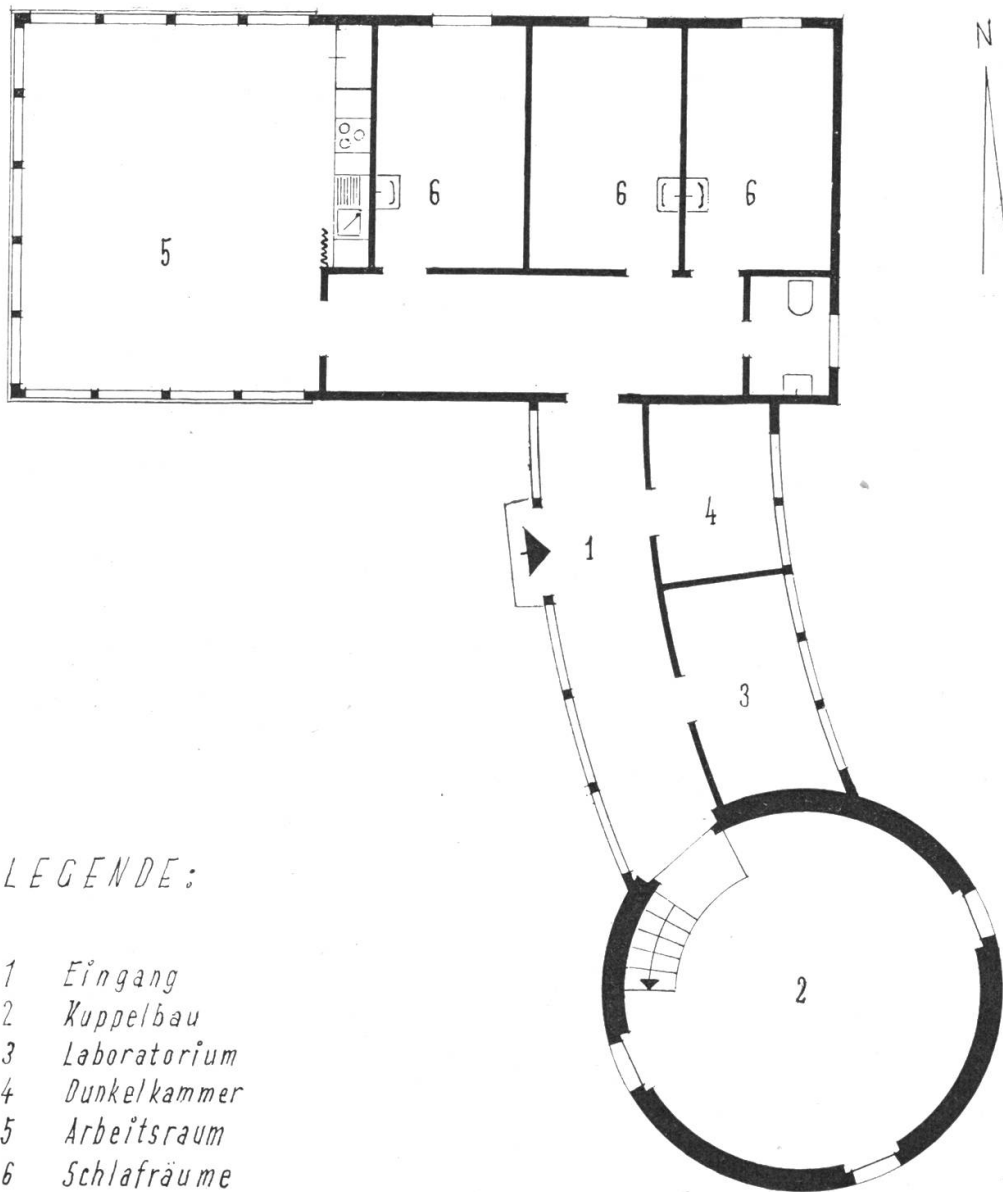 N
6
6
6
5
4
1
3
2
LEGENDE:
1 Eingang
2 Kuppelbau
3 Laboratorium
4 Dunkelkammer
5 Arbeitsraum
6 Schlafräume